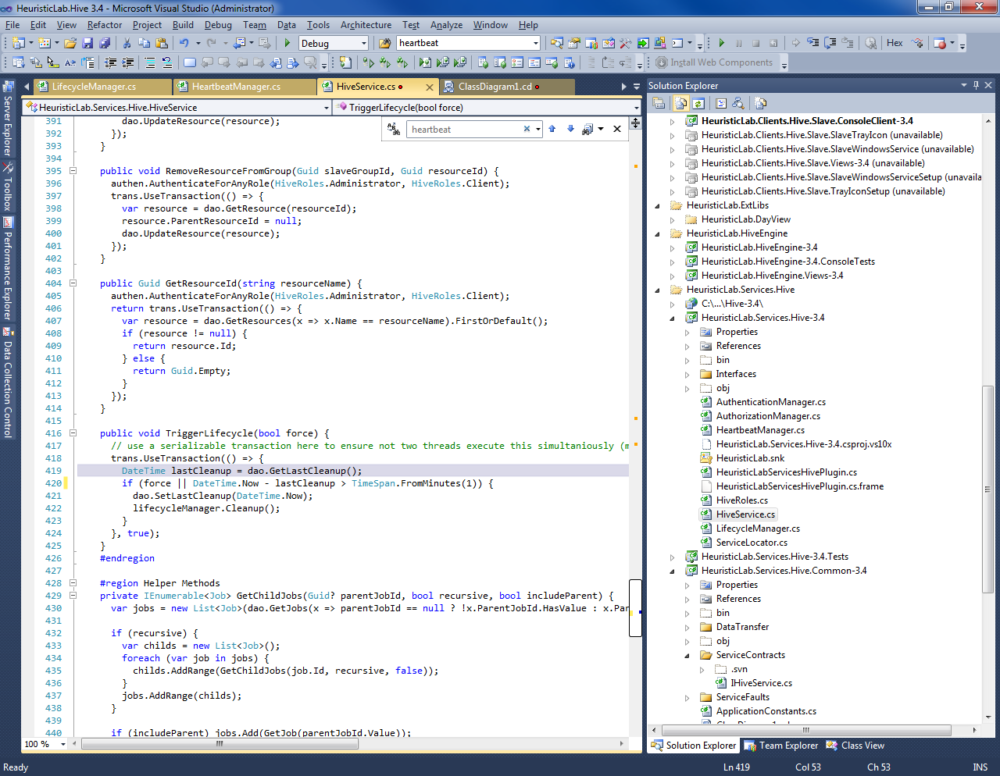 HeuristicLab.Hive 3.4 - Microsoft Visual Studio (Administrator)
File Edit View Refactor Project Build Debug Team Data Tools Architecture Test Analyze Window Help
Debug heartbeat Hex
Install Web Components
LifecycleManager.cs HeartbeatManager.cs HiveService.cs ClassDiagram1.cd
HeuristicLab.Services.Hive.HiveService TriggerLifecycle(bool force)
heartbeat
391 dao.UpdateResource(resource);
392 });
393 }
394
395 public void RemoveResourceFromGroup(Guid slaveGroupId, Guid resourceId) {
396 authen.AuthenticateForAnyRole(HiveRoles.Administrator, HiveRoles.Client);
397 trans.UseTransaction(() => {
398 var resource = dao.GetResource(resourceId);
399 resource.ParentResourceId = null;
400 dao.UpdateResource(resource);
401 });
402 }
403
404 public Guid GetResourceId(string resourceName) {
405 authen.AuthenticateForAnyRole(HiveRoles.Administrator, HiveRoles.Client);
406 return trans.UseTransaction(() => {
407 var resource = dao.GetResources(x => x.Name == resourceName).FirstOrDefault();
408 if (resource != null) {
409 return resource.Id;
410 } else {
411 return Guid.Empty;
412 }
413 });
414 }
415
416 public void TriggerLifecycle(bool force) {
417 // use a serializable transaction here to ensure not two threads execute this simultaniously (m
418 trans.UseTransaction(() => {
419 DateTime lastCleanup = dao.GetLastCleanup();
420 if (force || DateTime.Now - lastCleanup > TimeSpan.FromMinutes(1)) {
421 dao.SetLastCleanup(DateTime.Now);
422 lifecycleManager.Cleanup();
423 }
424 }, true);
425 }
426 #endregion
427
428 #region Helper Methods
429 private IEnumerable<Job> GetChildJobs(Guid? parentJobId, bool recursive, bool includeParent) {
430 var jobs = new List<Job>(dao.GetJobs(x => parentJobId == null ? !x.ParentJobId.HasValue : x.Par
431
432 if (recursive) {
433 var childs = new List<Job>();
434 foreach (var job in jobs) {
435 childs.AddRange(GetChildJobs(job.Id, recursive, false));
436 }
437 jobs.AddRange(childs);
438 }
439
440 if (includeParent) jobs.Add(GetJob(parentJobId.Value));
100 %
Server Explorer
Toolbox
Performance Explorer
Data Collection Control
Solution Explorer
HeuristicLab.Clients.Hive.Slave.ConsoleClient-3.4
HeuristicLab.Clients.Hive.Slave.SlaveTrayIcon (unavailable)
HeuristicLab.Clients.Hive.Slave.SlaveWindowsService (unavailable)
HeuristicLab.Clients.Hive.Slave.Views-3.4 (unavailable)
HeuristicLab.Clients.Hive.Slave.SlaveWindowsServiceSetup (unavaila
HeuristicLab.Clients.Hive.Slave.TrayIconSetup (unavailable)
HeuristicLab.ExtLibs
HeuristicLab.DayView
HeuristicLab.HiveEngine
HeuristicLab.HiveEngine-3.4
HeuristicLab.HiveEngine-3.4.ConsoleTests
HeuristicLab.HiveEngine.Views-3.4
HeuristicLab.Services.Hive
C:\...\Hive-3.4\
HeuristicLab.Services.Hive-3.4
Properties
References
bin
Interfaces
obj
AuthenticationManager.cs
AuthorizationManager.cs
HeartbeatManager.cs
HeuristicLab.Services.Hive-3.4.csproj.vs10x
HeuristicLab.snk
HeuristicLabServicesHivePlugin.cs
HeuristicLabServicesHivePlugin.cs.frame
HiveRoles.cs
HiveService.cs
LifecycleManager.cs
ServiceLocator.cs
HeuristicLab.Services.Hive-3.4.Tests
HeuristicLab.Services.Hive.Common-3.4
Properties
References
bin
DataTransfer
obj
ServiceContracts
.svn
IHiveService.cs
ServiceFaults
ApplicationConstants.cs
Solution Explorer Team Explorer Class View
Ready Ln 419 Col 53 Ch 53 INS